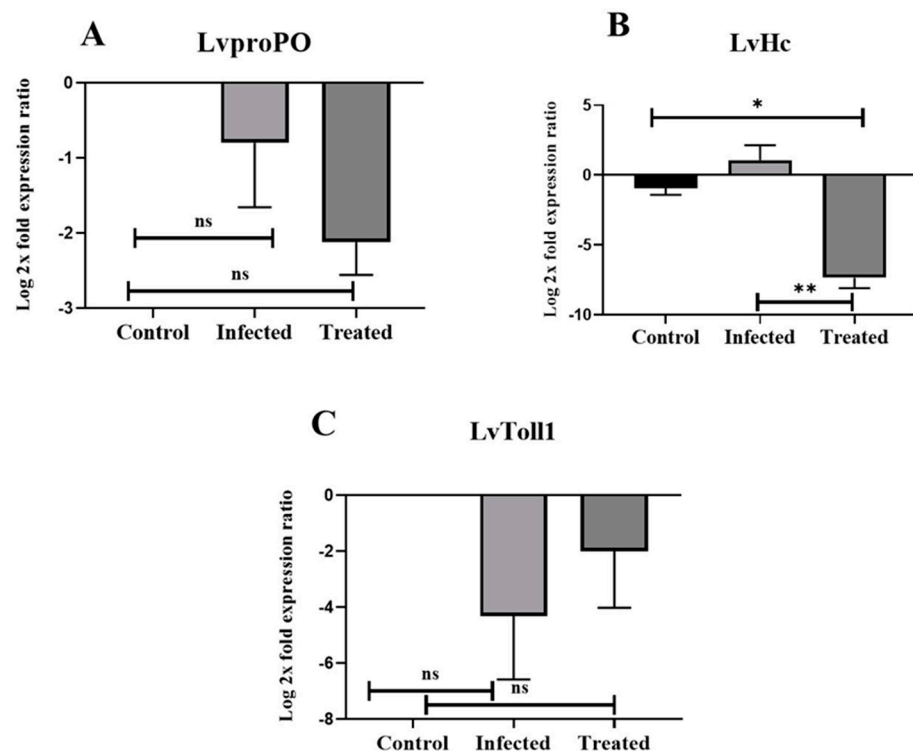 A
LvproPO
Log 2x fold expression ratio
0
-1
-2
-3
ns
ns
Control Infected Treated
B
LvHc
Log 2x fold expression ratio
5
0
-5
-10
*
**
Control Infected Treated
C
LvToll1
Log 2x fold expression ratio
0
-2
-4
-6
-8
ns
ns
Control Infected Treated